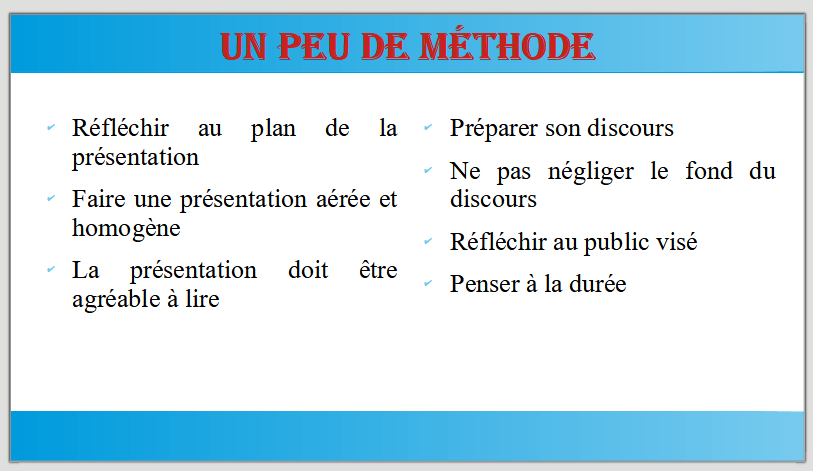 UN PEU DE MÉTHODE
✔ Réfléchir au plan de la
présentation
✔ Faire une présentation aérée et
homogène
✔ La présentation doit être
agréable à lire
✔ Préparer son discours
✔ Ne pas négliger le fond du
discours
✔ Réfléchir au public visé
✔ Penser à la durée